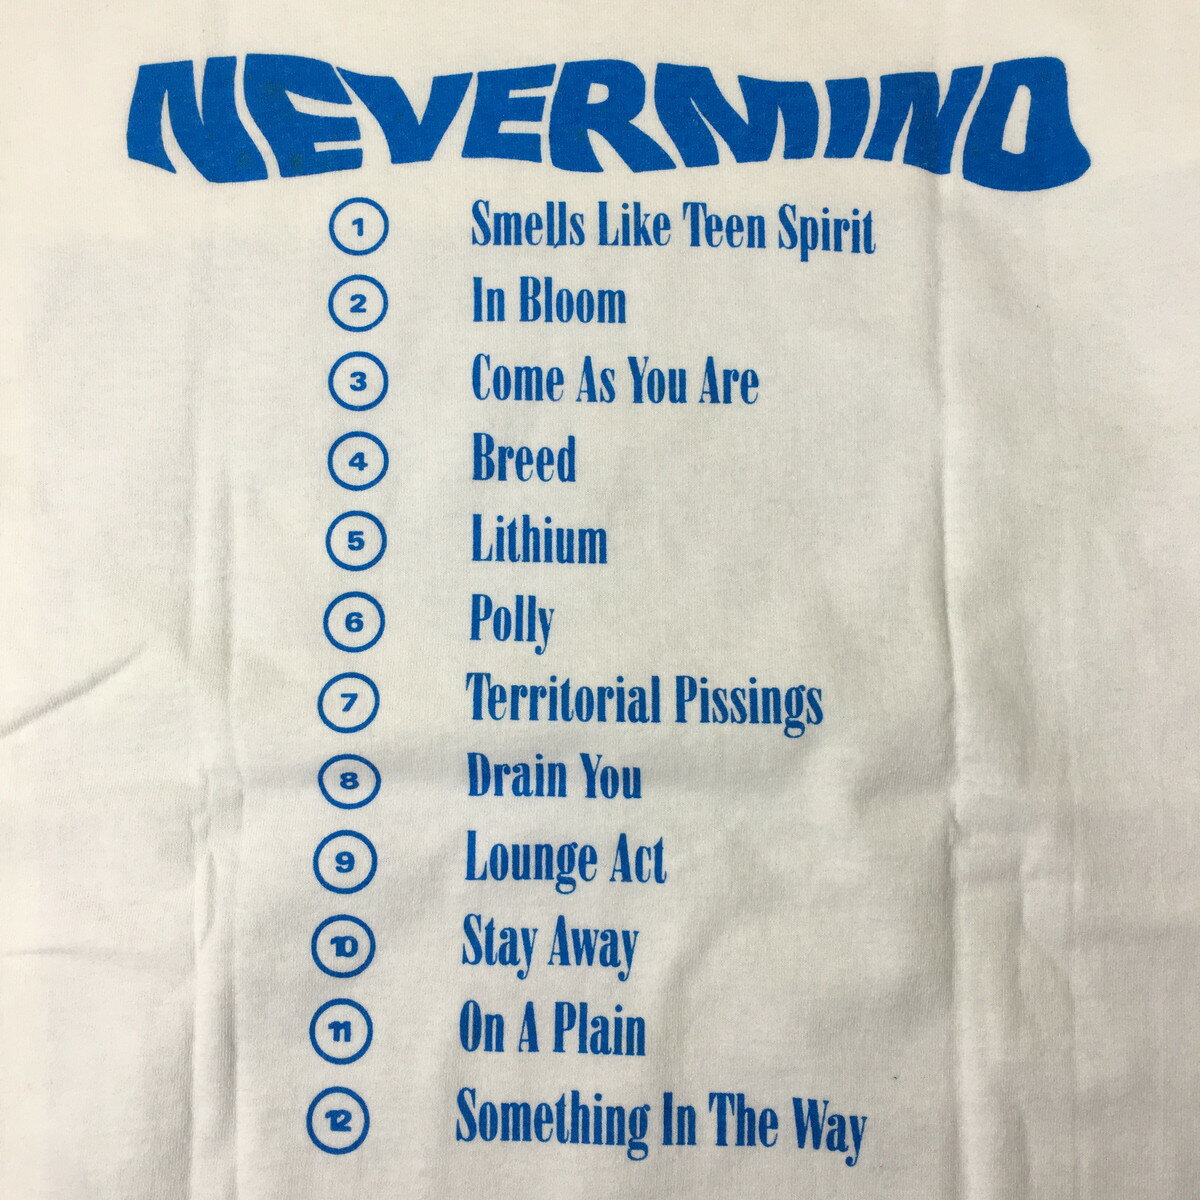 NEVERMIND
1 Smells Like Teen Spirit
2 In Bloom
3 Come As You Are
4 Breed
5 Lithium
6 Polly
7 Territorial Pissings
8 Drain You
9 Lounge Act
10 Stay Away
11 On A Plain
12 Something In The Way